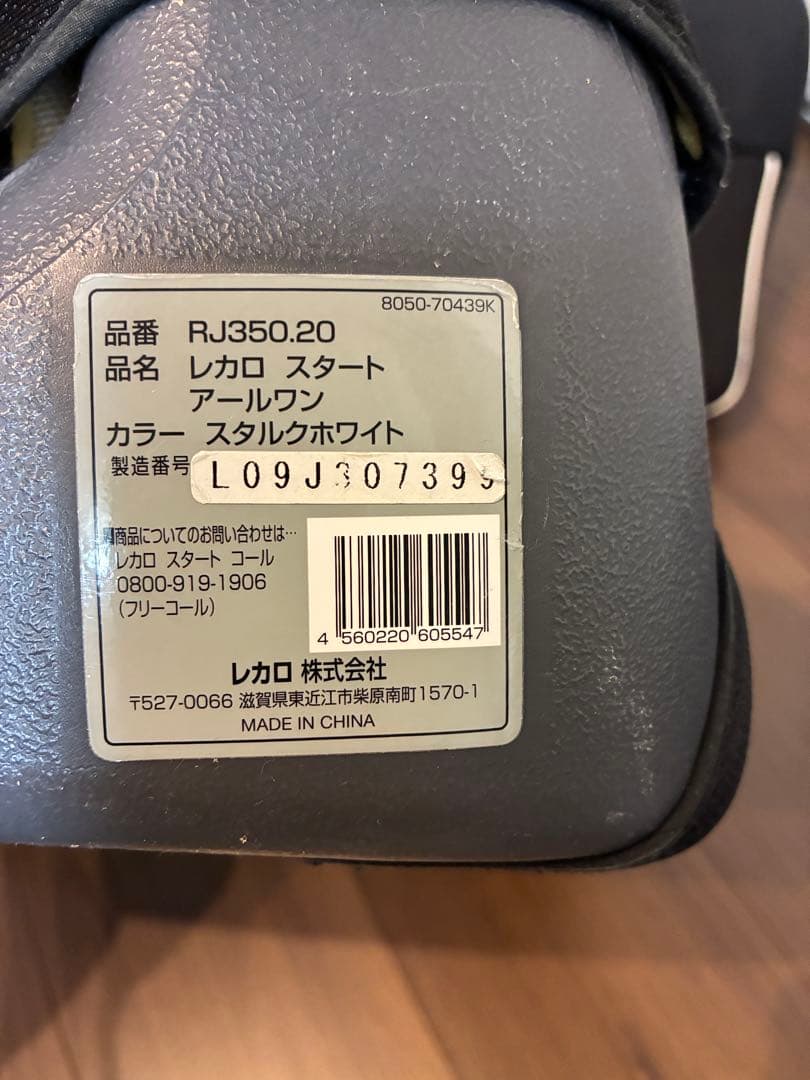 8050-70439K
品番 RJ350.20
品名 レカロ スタート
アールワン
カラー スタルクホワイト
製造番号 L09J307399
商品についてのお問い合わせは…
レカロ スタート コール
0800-919-1906
(フリーコール)
4 560220 605547
レカロ 株式会社
〒527-0066 滋賀県東近江市柴原南町1570-1
MADE IN CHINA